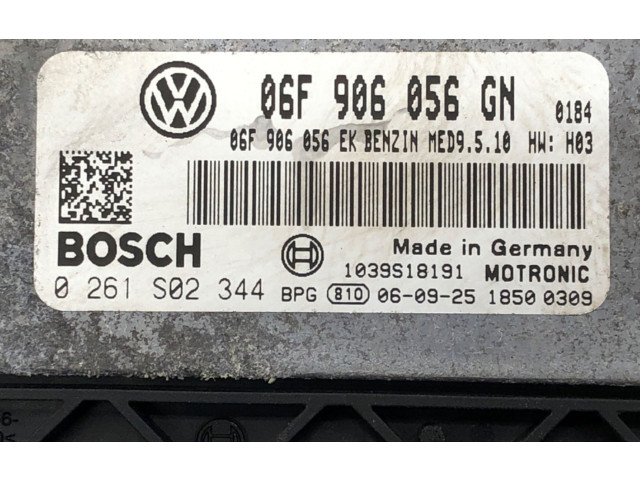 06F 906 056 GN 0184
06F 906 056 EK BENZIN MED9.5.10 HW: H03
BOSCH
Made in Germany
1039S18191 MOTRONIC
0 261 S02 344 BPG 810 06-09-25 1850 0309